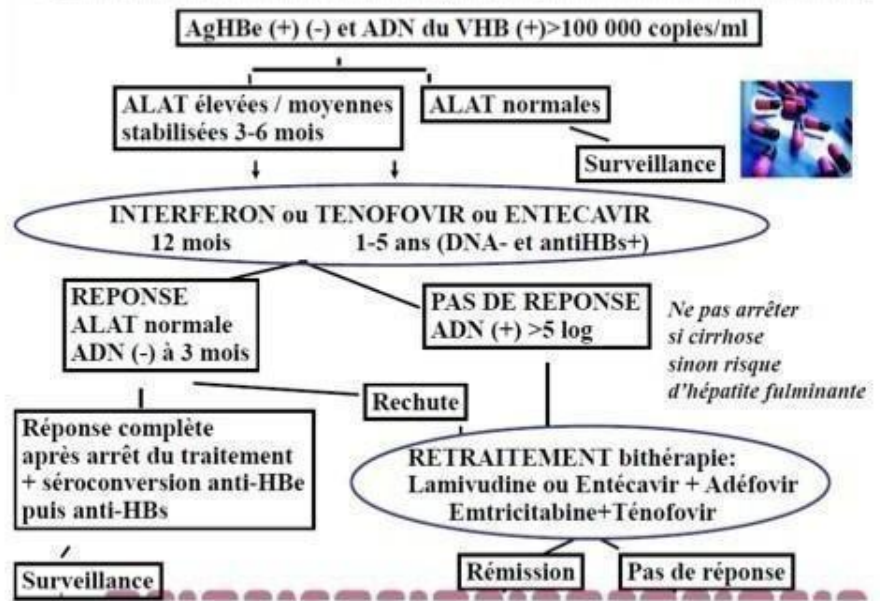 AgHBe (+) (-) et ADN du VHB (+)>100 000 copies/ml
ALAT élevées / moyennes
stabilisées 3-6 mois
ALAT normales
Surveillance
INTERFERON ou TENOFOVIR ou ENTECAVIR
12 mois 1-5 ans (DNA- et antiHBs+)
REPONSE
ALAT normale
ADN (-) à 3 mois
PAS DE REPONSE
ADN (+) >5 log
Ne pas arrêter
si cirrhose
sinon risque
d'hépatite fulminante
Rechute
Réponse complète
après arrêt du traitement
+ séroconversion anti-HBe
puis anti-HBs
RETRAITEMENT bithérapie:
Lamivudine ou Entécavir + Adéfovir
Emtricitabine+Ténofovir
Surveillance
Rémission
Pas de réponse